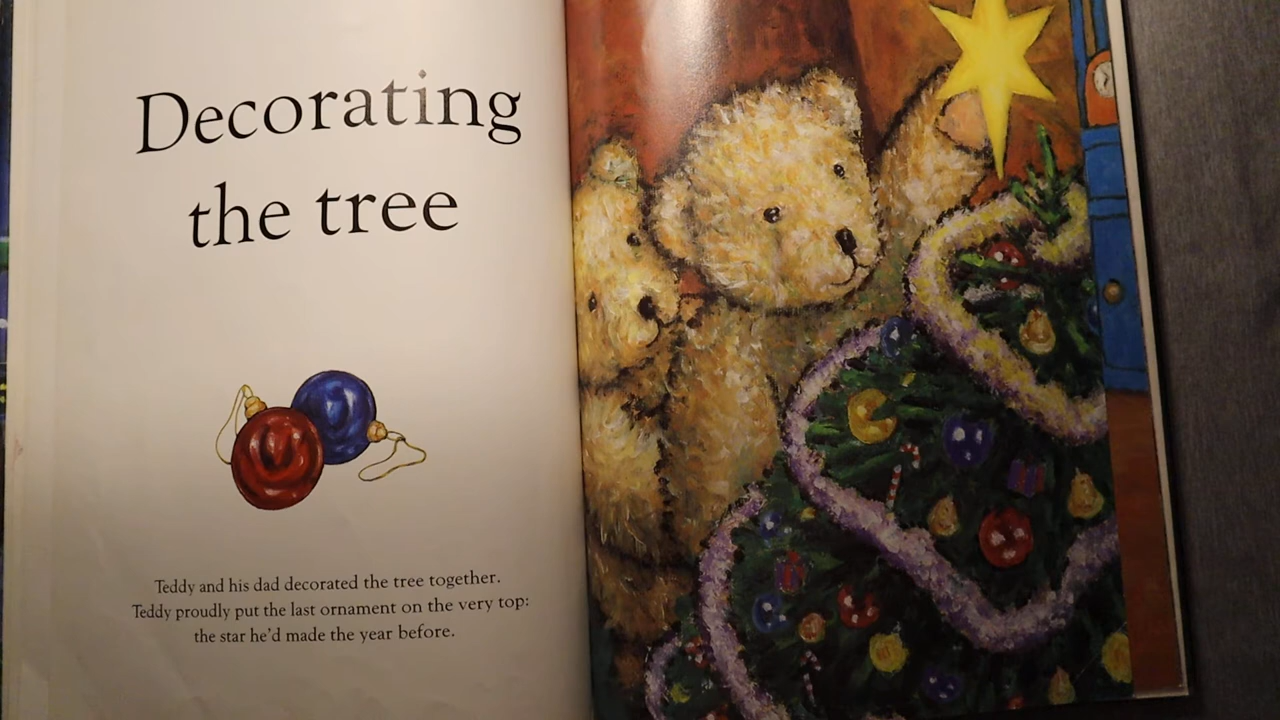 Decorating
the tree
Teddy and his dad decorated the tree together.
Teddy proudly put the last ornament on the very top:
the star he'd made the year before.